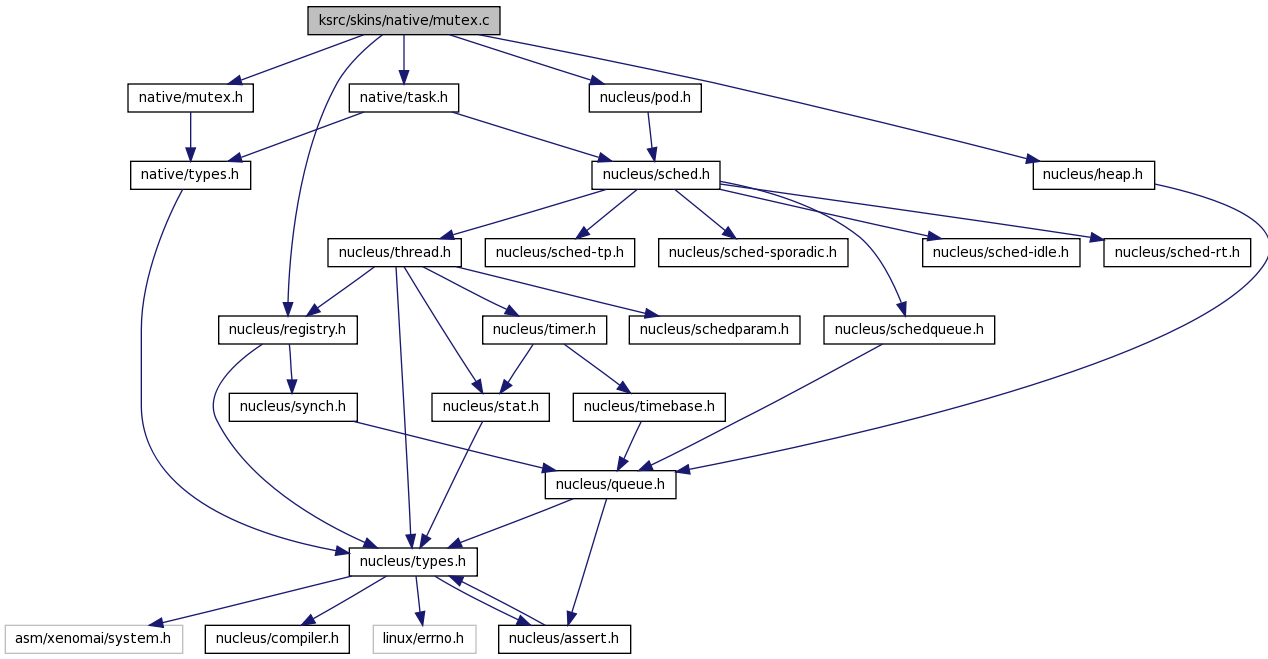 ksrc/skins/native/mutex.c
native/mutex.h
native/task.h
nucleus/pod.h
native/types.h
nucleus/sched.h
nucleus/heap.h
nucleus/thread.h
nucleus/sched-tp.h
nucleus/sched-sporadic.h
nucleus/sched-idle.h
nucleus/sched-rt.h
nucleus/registry.h
nucleus/timer.h
nucleus/schedparam.h
nucleus/schedqueue.h
nucleus/synch.h
nucleus/stat.h
nucleus/timebase.h
nucleus/queue.h
nucleus/types.h
asm/xenomai/system.h
nucleus/compiler.h
linux/errno.h
nucleus/assert.h